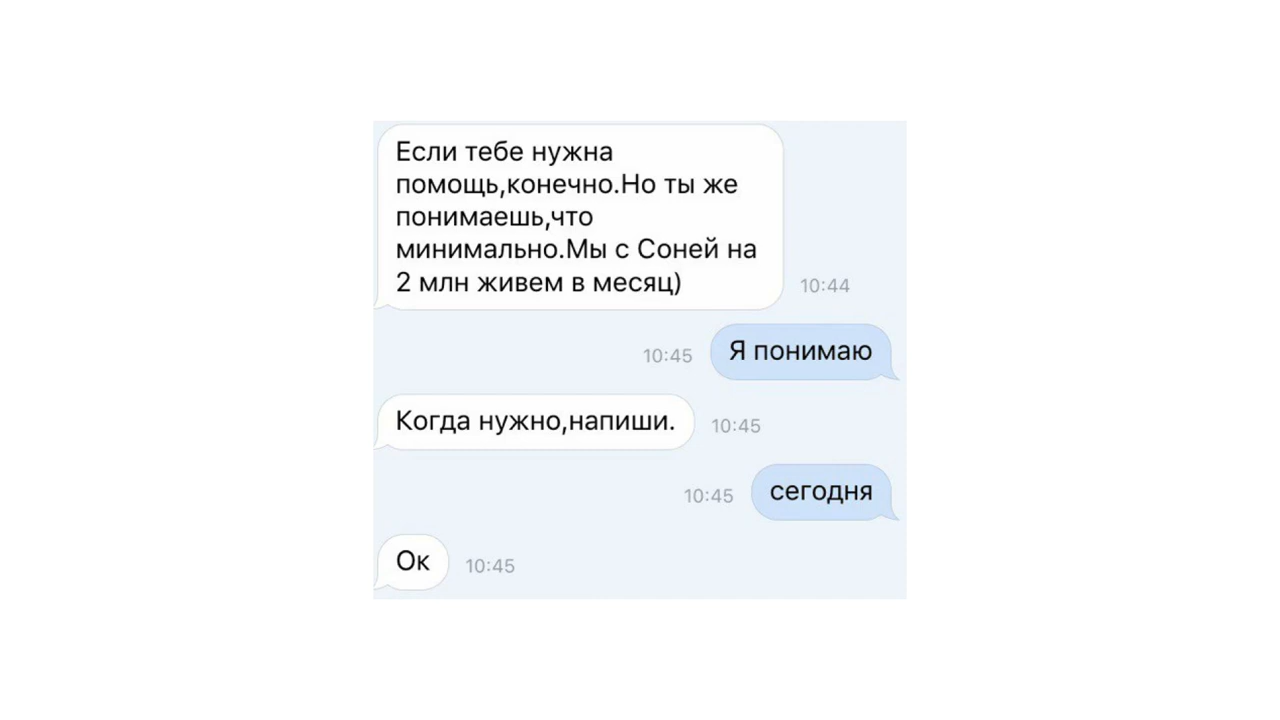 Если тебе нужна
помощь,конечно.Но ты же
понимаешь,что
минимально.Мы с Соней на
2 млн живем в месяц)
10:44
10:45
Я понимаю
Когда нужно,напиши.
10:45
10:45
сегодня
Ок
10:45